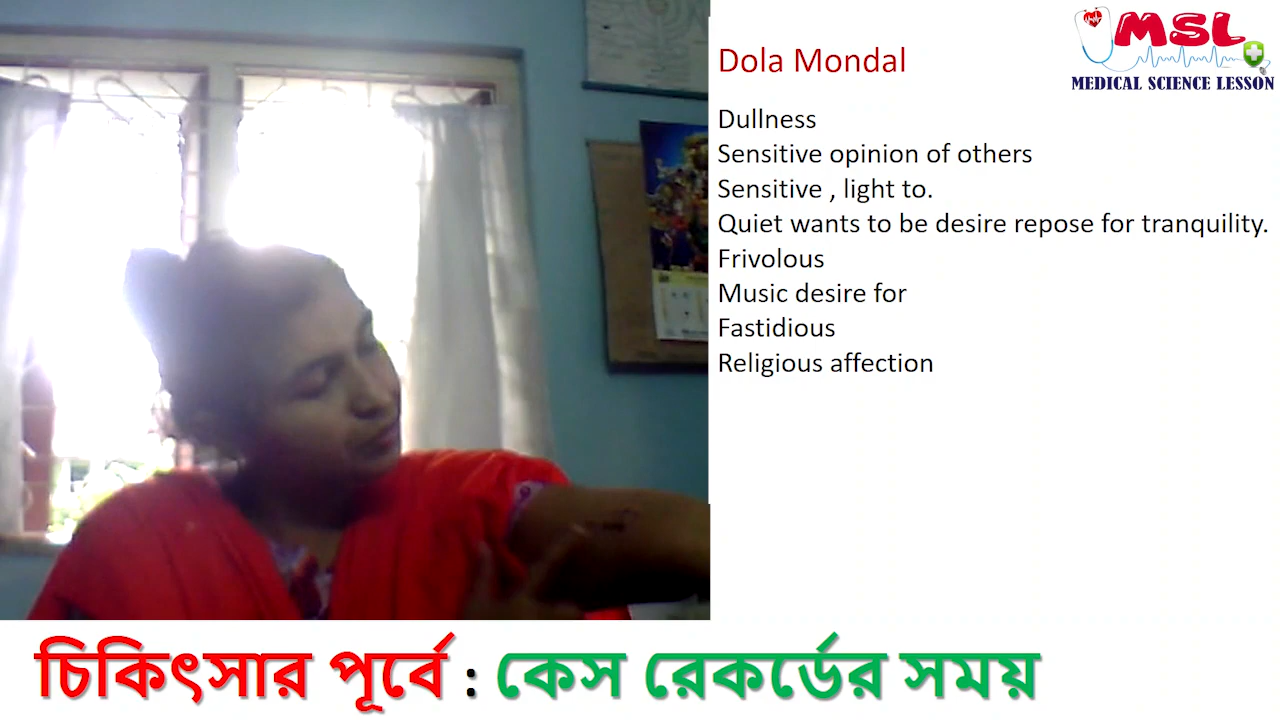 MSL
MEDICAL SCIENCE LESSON
Dola Mondal
Dullness
Sensitive opinion of others
Sensitive , light to.
Quiet wants to be desire repose for tranquility.
Frivolous
Music desire for
Fastidious
Religious affection
চিকিৎসার পূর্বে : কেস রেকর্ডের সময়